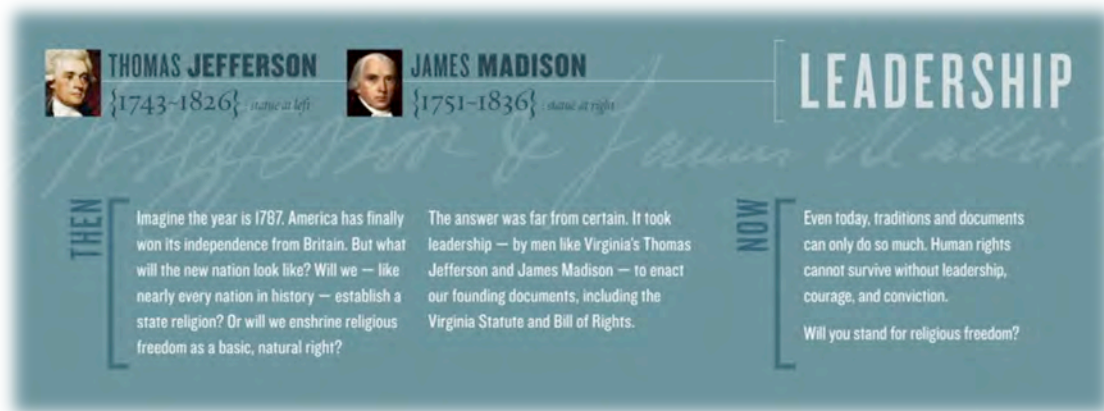 THOMAS JEFFERSON
{1743–1826} : statue at left
JAMES MADISON
{1751–1836} : statue at right
LEADERSHIP
Jefferson & James Madiso
THEN
Imagine the year is 1787. America has finally
won its independence from Britain. But what
will the new nation look like? Will we — like
nearly every nation in history — establish a
state religion? Or will we enshrine religious
freedom as a basic, natural right?
The answer was far from certain. It took
leadership — by men like Virginia's Thomas
Jefferson and James Madison — to enact
our founding documents, including the
Virginia Statute and Bill of Rights.
NOW
Even today, traditions and documents
can only do so much. Human rights
cannot survive without leadership,
courage, and conviction.
Will you stand for religious freedom?